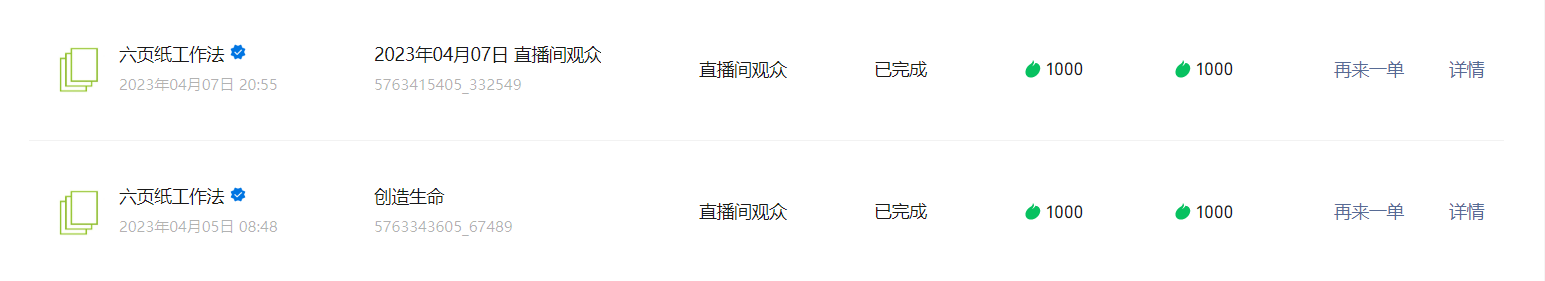 六页纸工作法
2023年04月07日 20:55
2023年04月07日 直播间观众
5763415405_332549
直播间观众
已完成
1000
1000
再来一单
详情
六页纸工作法
2023年04月05日 08:48
创造生命
5763343605_67489
直播间观众
已完成
1000
1000
再来一单
详情